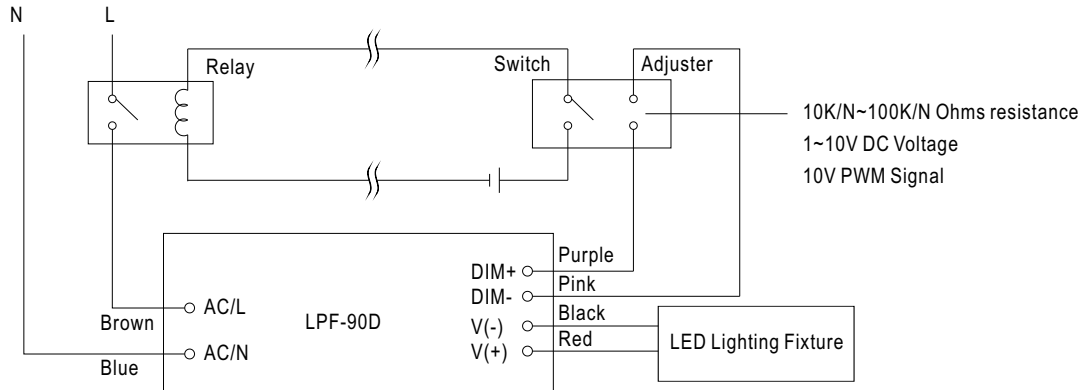 N
L
Relay
Switch
Adjuster
10K/N~100K/N Ohms resistance
1~10V DC Voltage
10V PWM Signal
Purple
DIM+
Pink
DIM-
Black
V(-)
Red
V(+)
Brown
AC/L
LPF-90D
Blue
AC/N
LED Lighting Fixture